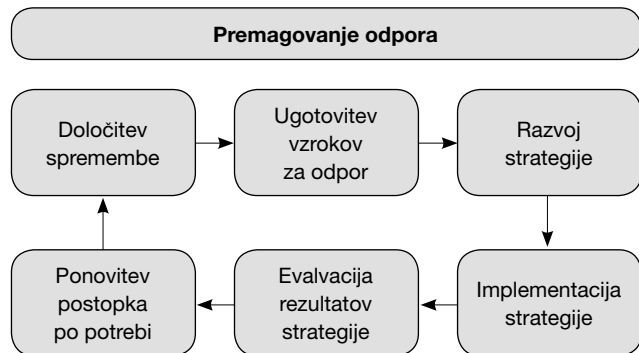 Premagovanje odpora
Določitev
spremembe
Ugotovitev
vzrokov
za odpor
Razvoj
strategije
Implementacija
strategije
Evalvacija
rezultatov
strategije
Ponovitev
postopka
po potrebi